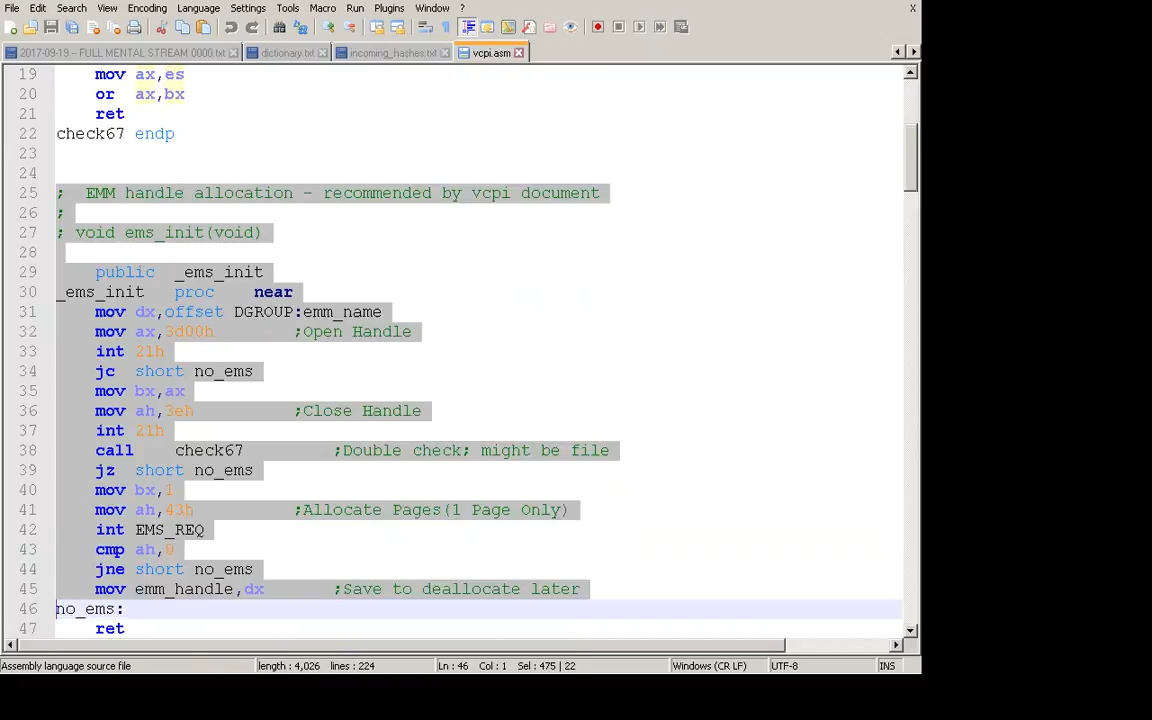 File Edit Search View Encoding Language Settings Tools Macro Run Plugins Window ? X
2017-09-19 – FULL MENTAL STREAM 0000.txt dictionary.txt incoming_hashes.txt vcpi.asm
19 mov ax,es
20 or ax,bx
21 ret
22 check67 endp
23
24
25 ; EMM handle allocation - recommended by vcpi document
26 ;
27 ; void ems_init(void)
28
29 public _ems_init
30 _ems_init proc near
31 mov dx,offset DGROUP:emm_name
32 mov ax,3d00h ;Open Handle
33 int 21h
34 jc short no_ems
35 mov bx,ax
36 mov ah,3eh ;Close Handle
37 int 21h
38 call check67 ;Double check; might be file
39 jz short no_ems
40 mov bx,1
41 mov ah,43h ;Allocate Pages(1 Page Only)
42 int EMS_REQ
43 cmp ah,0
44 jne short no_ems
45 mov emm_handle,dx ;Save to deallocate later
46 no_ems:
47 ret
Assembly language source file length : 4,026 lines : 224 Ln : 46 Col : 1 Sel : 475 | 22 Windows (CR LF) UTF-8 INS